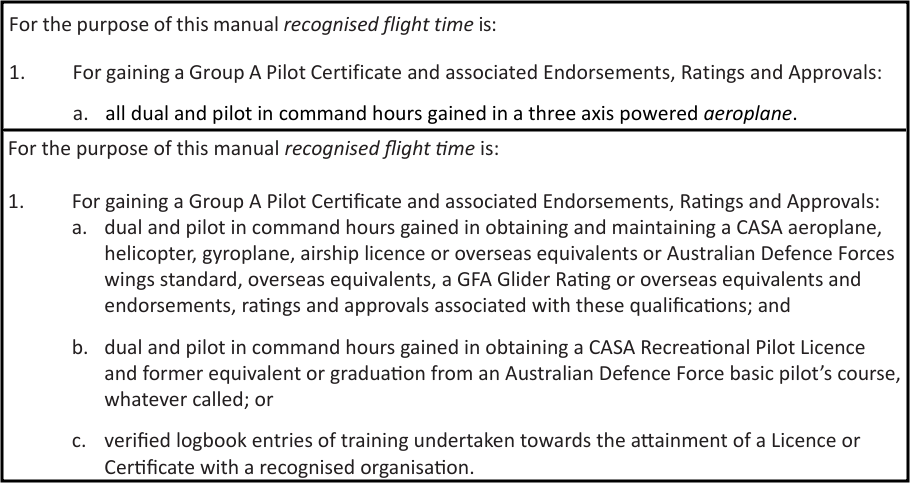 For the purpose of this manual recognised flight time is:
1. For gaining a Group A Pilot Certificate and associated Endorsements, Ratings and Approvals:
a. all dual and pilot in command hours gained in a three axis powered aeroplane.
For the purpose of this manual recognised flight time is:
1. For gaining a Group A Pilot Certificate and associated Endorsements, Ratings and Approvals:
a. dual and pilot in command hours gained in obtaining and maintaining a CASA aeroplane,
helicopter, gyroplane, airship licence or overseas equivalents or Australian Defence Forces
wings standard, overseas equivalents, a GFA Glider Rating or overseas equivalents and
endorsements, ratings and approvals associated with these qualifications; and
b. dual and pilot in command hours gained in obtaining a CASA Recreational Pilot Licence
and former equivalent or graduation from an Australian Defence Force basic pilot's course,
whatever called; or
c. verified logbook entries of training undertaken towards the attainment of a Licence or
Certificate with a recognised organisation.